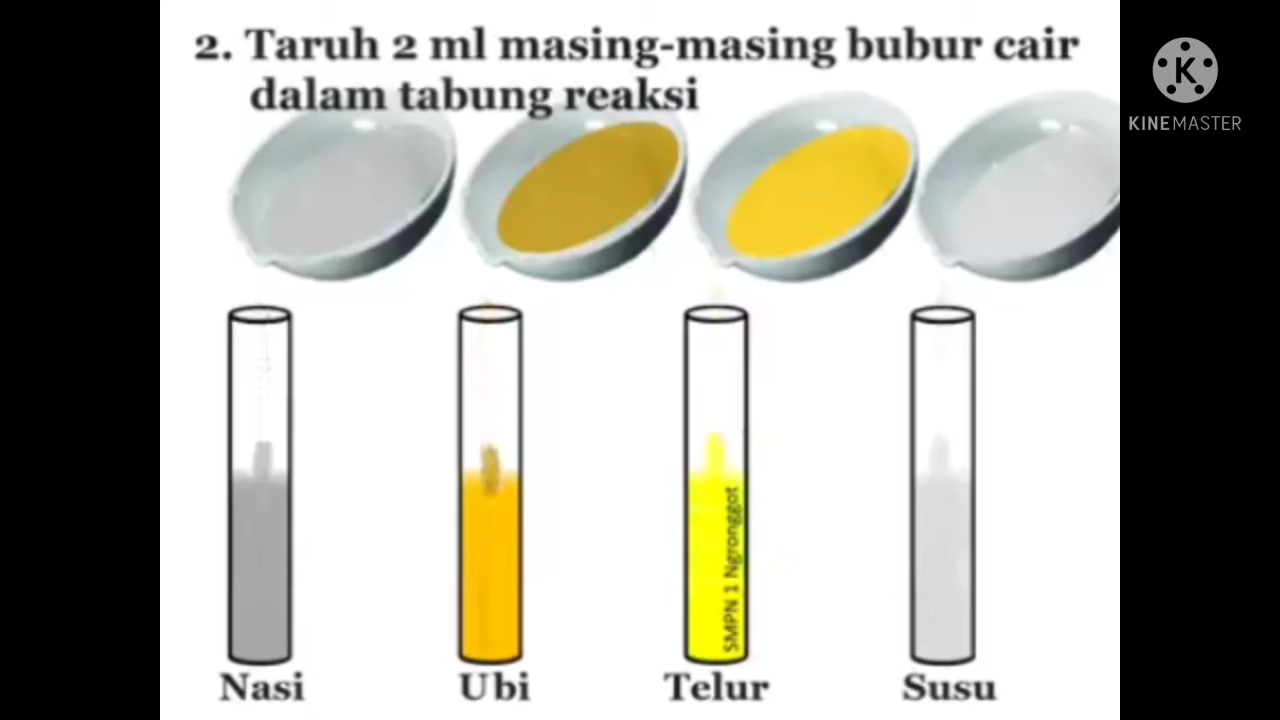 2. Taruh 2 ml masing-masing bubur cair
dalam tabung reaksi
KINEMASTER
SMPN 1 Ngronggot
Nasi
Ubi
Telur
Susu